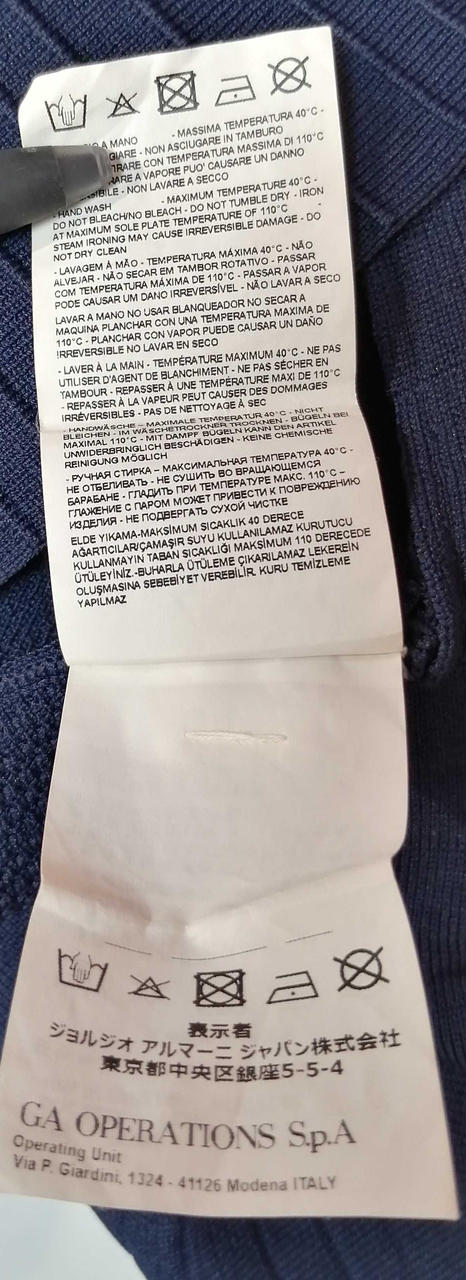 O A MANO - MASSIMA TEMPERATURA 40°C -
GIARE - NON ASCIUGARE IN TAMBURO
TIRARE CON TEMPERATURA MASSIMA DI 110°C
RARE A VAPORE PUO' CAUSARE UN DANNO
SIBILE - NON LAVARE A SECCO
- HAND WASH - MAXIMUM TEMPERATURE 40°C -
DO NOT BLEACH/NO BLEACH - DO NOT TUMBLE DRY - IRON
AT MAXIMUM SOLE PLATE TEMPERATURE OF 110°C -
STEAM IRONING MAY CAUSE IRREVERSIBLE DAMAGE - DO
NOT DRY CLEAN
- LAVAGEM À MÃO - TEMPERATURA MÁXIMA 40°C - NÃO
ALVEJAR - NÃO SECAR EM TAMBOR ROTATIVO - PASSAR
COM TEMPERATURA MÁXIMA DE 110°C - PASSAR A VAPOR
PODE CAUSAR UM DANO IRREVERSÍVEL - NÃO LAVAR A SECO
LAVAR A MANO NO USAR BLANQUEADOR NO SECAR A
MAQUINA PLANCHAR CON UNA TEMPERATURA MAXIMA DE
110°C - PLANCHAR CON VAPOR PUEDE CAUSAR UN DAÑO
IRREVERSIBLE NO LAVAR EN SECO
- LAVER À LA MAIN - TEMPÉRATURE MAXIMUM 40°C - NE PAS
UTILISER D'AGENT DE BLANCHIMENT - NE PAS SÉCHER EN
TAMBOUR - REPASSER À UNE TEMPÉRATURE MAXI DE 110°C
- REPASSER À LA VAPEUR PEUT CAUSER DES DOMMAGES
IRRÉVERSIBLES - PAS DE NETTOYAGE À SEC
- HANDWÄSCHE – MAXIMALE TEMPERATUR 40°C - NICHT
BLEICHEN - IM WÄSCHETROCKNER TROCKNEN - BÜGELN BEI
MAXIMAL 110°C - MIT DAMPF BÜGELN KANN DEN ARTIKEL
UNWIDERBRINGLICH BESCHÄDIGEN - KEINE CHEMISCHE
REINIGUNG MÖGLICH
- РУЧНАЯ СТИРКА – МАКСИМАЛЬНАЯ ТЕМПЕРАТУРА 40°C -
НЕ ОТБЕЛИВАТЬ - НЕ СУШИТЬ ВО ВРАЩАЮЩЕМСЯ
БАРАБАНЕ - ГЛАДИТЬ ПРИ ТЕМПЕРАТУРЕ МАКС. 110°C –
ГЛАЖЕНИЕ С ПАРОМ МОЖЕТ ПРИВЕСТИ К ПОВРЕЖДЕНИЮ
ИЗДЕЛИЯ - НЕ ПОДВЕРГАТЬ СУХОЙ ЧИСТКЕ
ELDE YIKAMA-MAKSİMUM SICAKLIK 40 DERECE
AĞARTICILAR/ÇAMAŞIR SUYU KULLANILAMAZ KURUTUCU
KULLANMAYIN TABAN SICAKLIĞI MAKSİMUM 110 DERECEDE
ÜTÜLEYİNİZ.-BUHARLA ÜTÜLEME ÇIKARILAMAZ LEKERELİN
OLUŞMASINA SEBEBİYET VEREBİLİR. KURU TEMİZLEME
YAPILMAZ
表示者
ジョルジオ アルマーニ ジャパン株式会社
東京都中央区銀座5-5-4
GA OPERATIONS S.p.A
Operating Unit
Via P. Giardini, 1324 - 41126 Modena ITALY